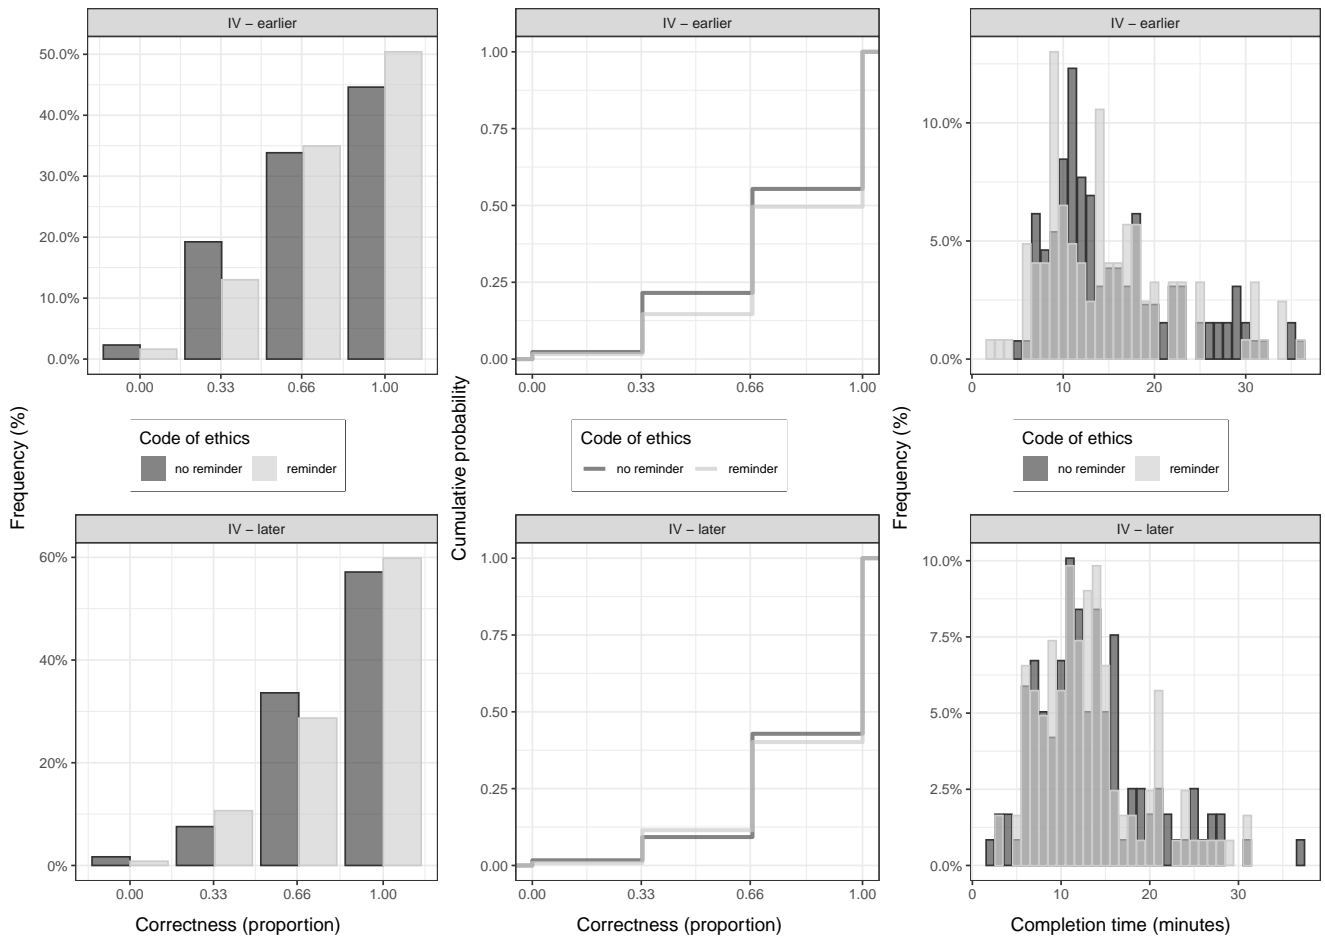 IV − earlier
50.0%
40.0%
30.0%
20.0%
10.0%
0.0%
0.00 0.33 0.66 1.00
IV − earlier
1.00
0.75
0.50
0.25
0.00
0.00 0.33 0.66 1.00
IV − earlier
10.0%
5.0%
0.0%
0 10 20 30
Frequency (%)
Code of ethics
no reminder reminder
Cumulative probability
Code of ethics
no reminder reminder
Frequency (%)
Code of ethics
no reminder reminder
IV − later
60%
40%
20%
0%
0.00 0.33 0.66 1.00
Correctness (proportion)
IV − later
1.00
0.75
0.50
0.25
0.00
0.00 0.33 0.66 1.00
Correctness (proportion)
IV − later
10.0%
7.5%
5.0%
2.5%
0.0%
0 10 20 30
Completion time (minutes)